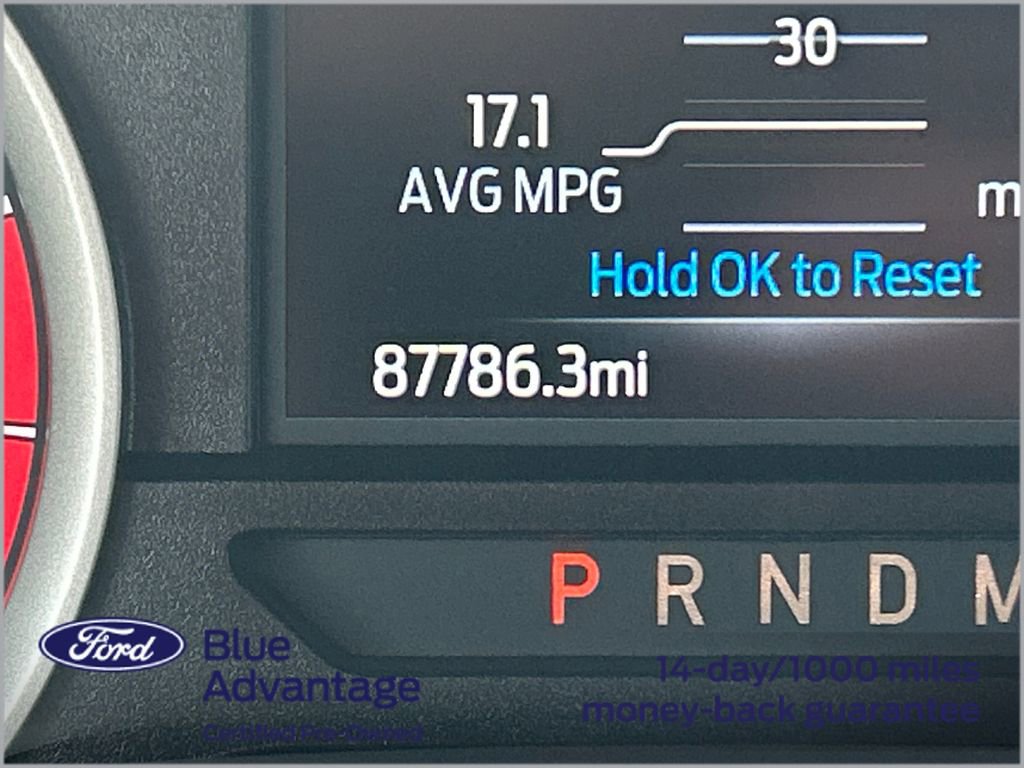 30
17.1
AVG MPG
m
Hold OK to Reset
87786.3mi
P R N D M
Ford
Blue
Advantage
Certified Pre-Owned
14-day/1000 miles
money-back guarantee